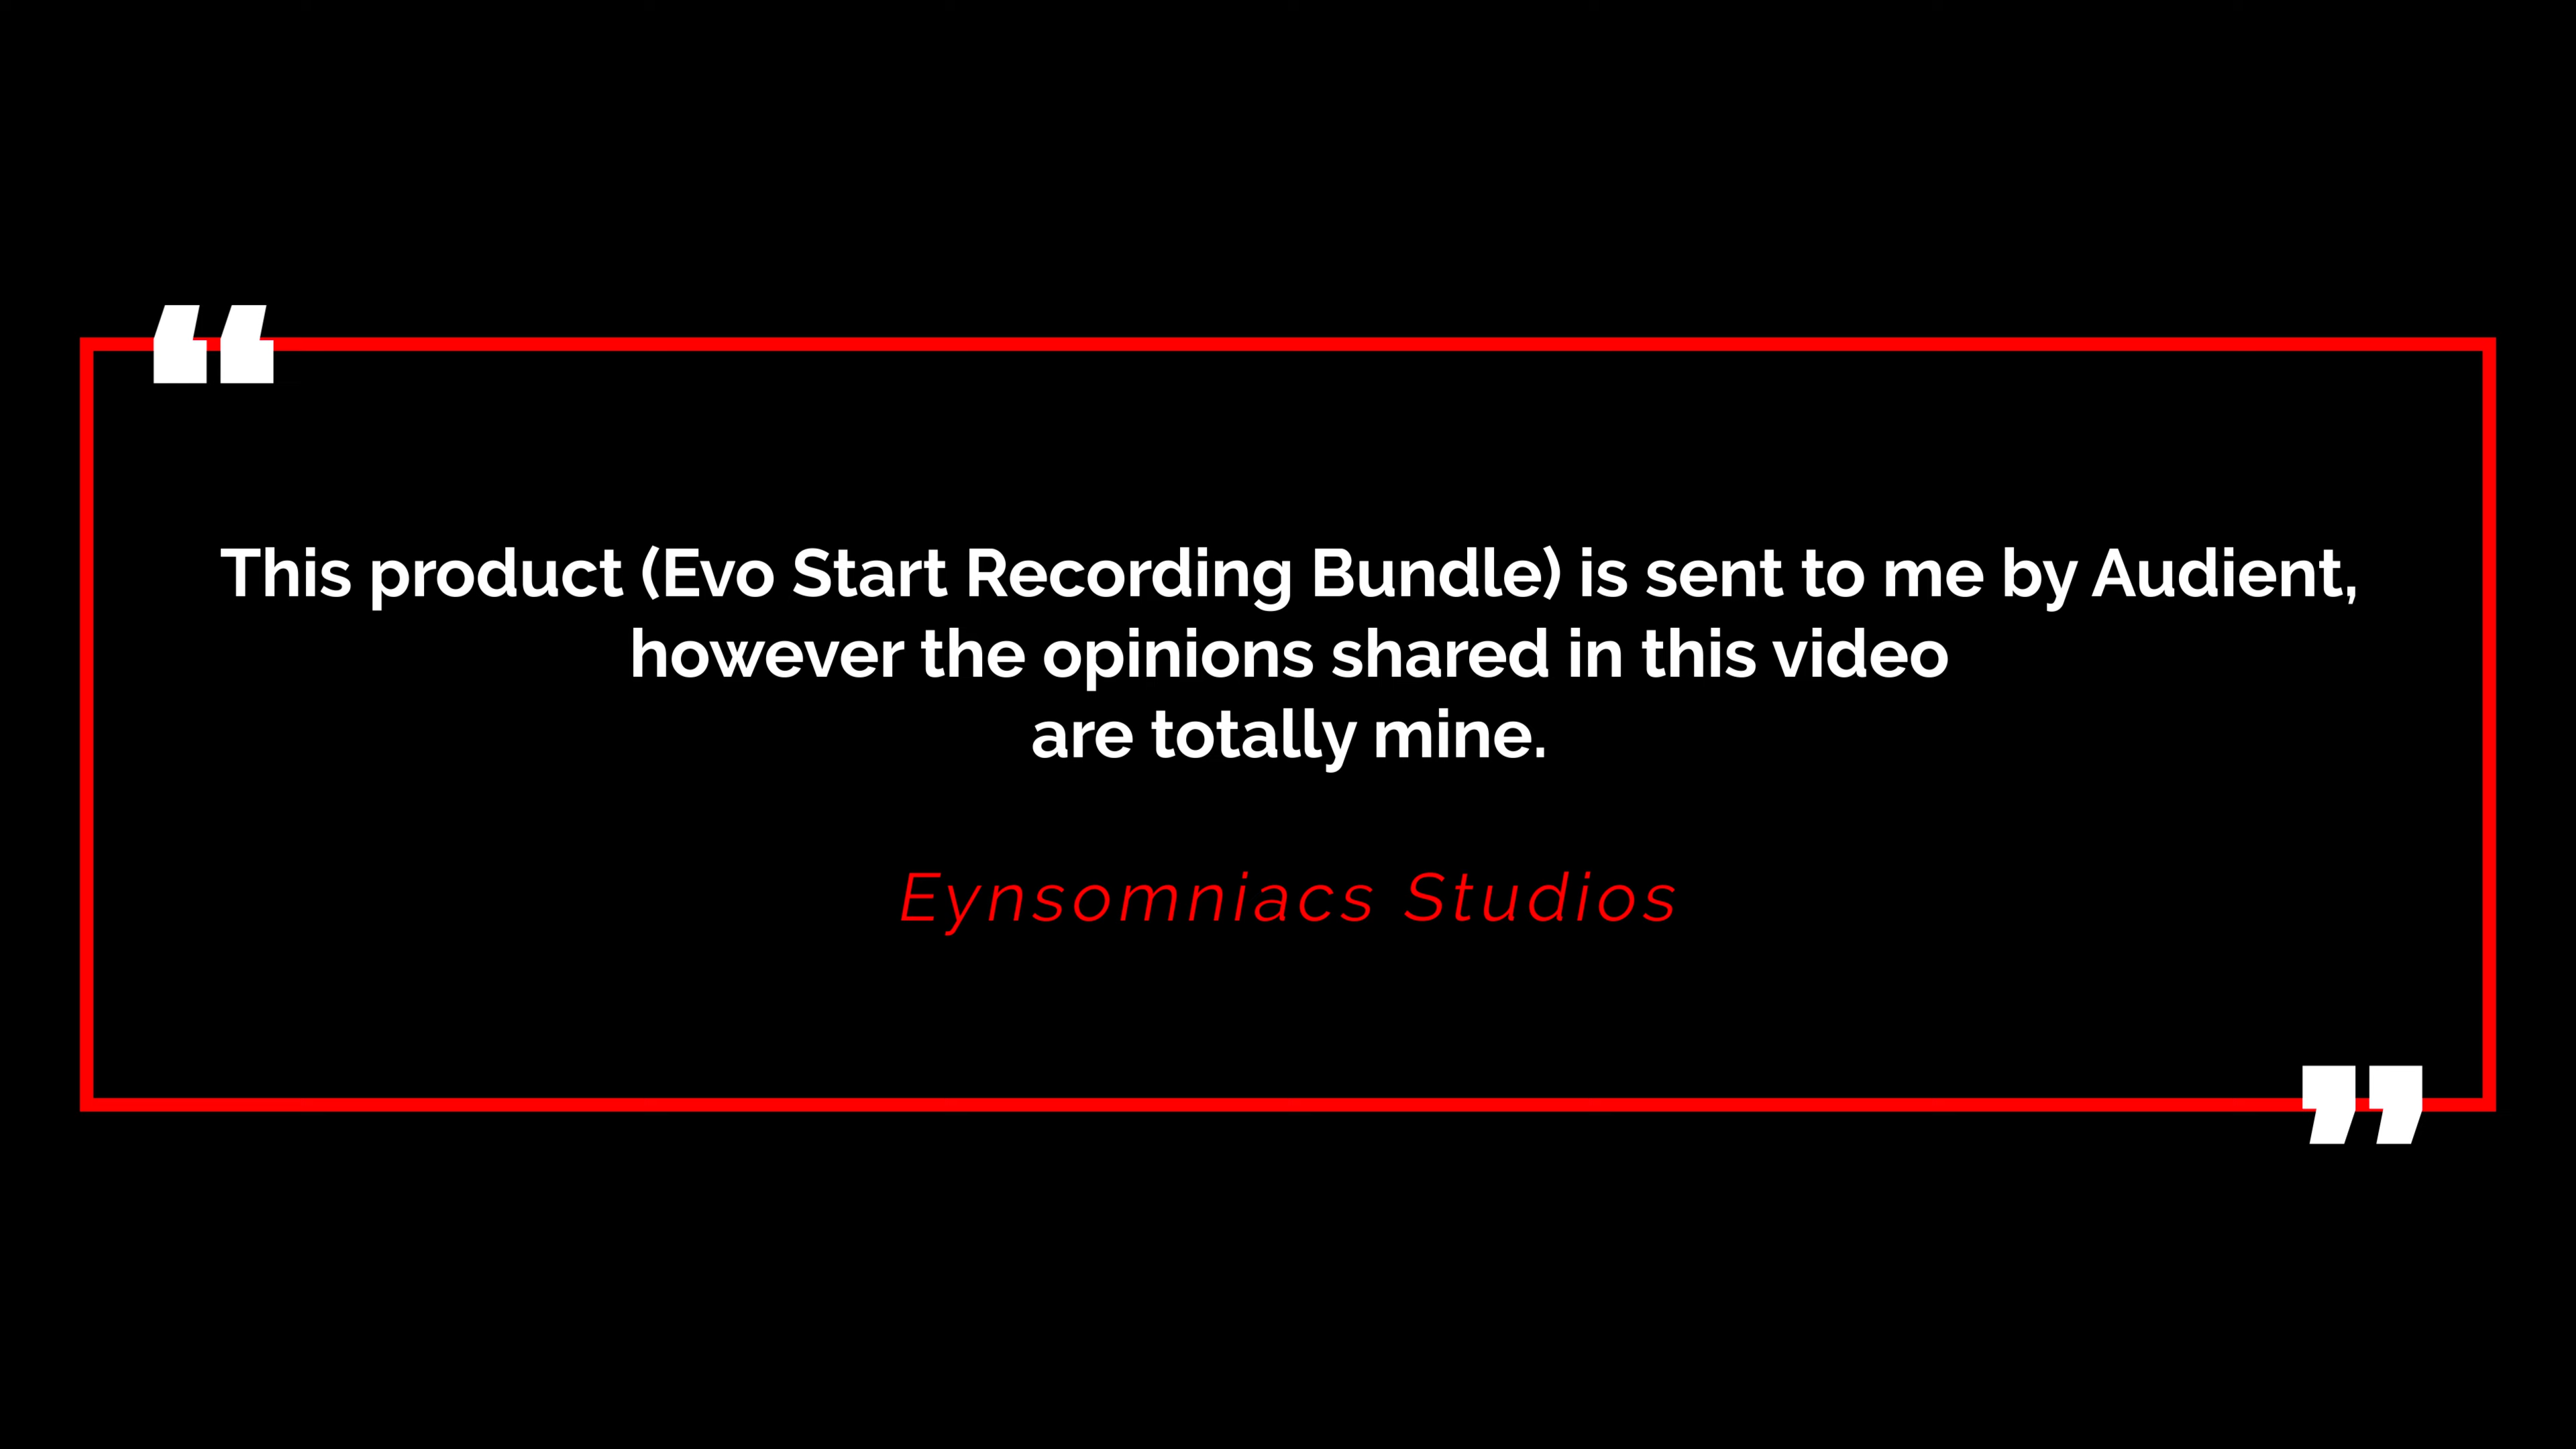 “
This product (Evo Start Recording Bundle) is sent to me by Audient,
however the opinions shared in this video
are totally mine.
Eynsomniacs Studios
”